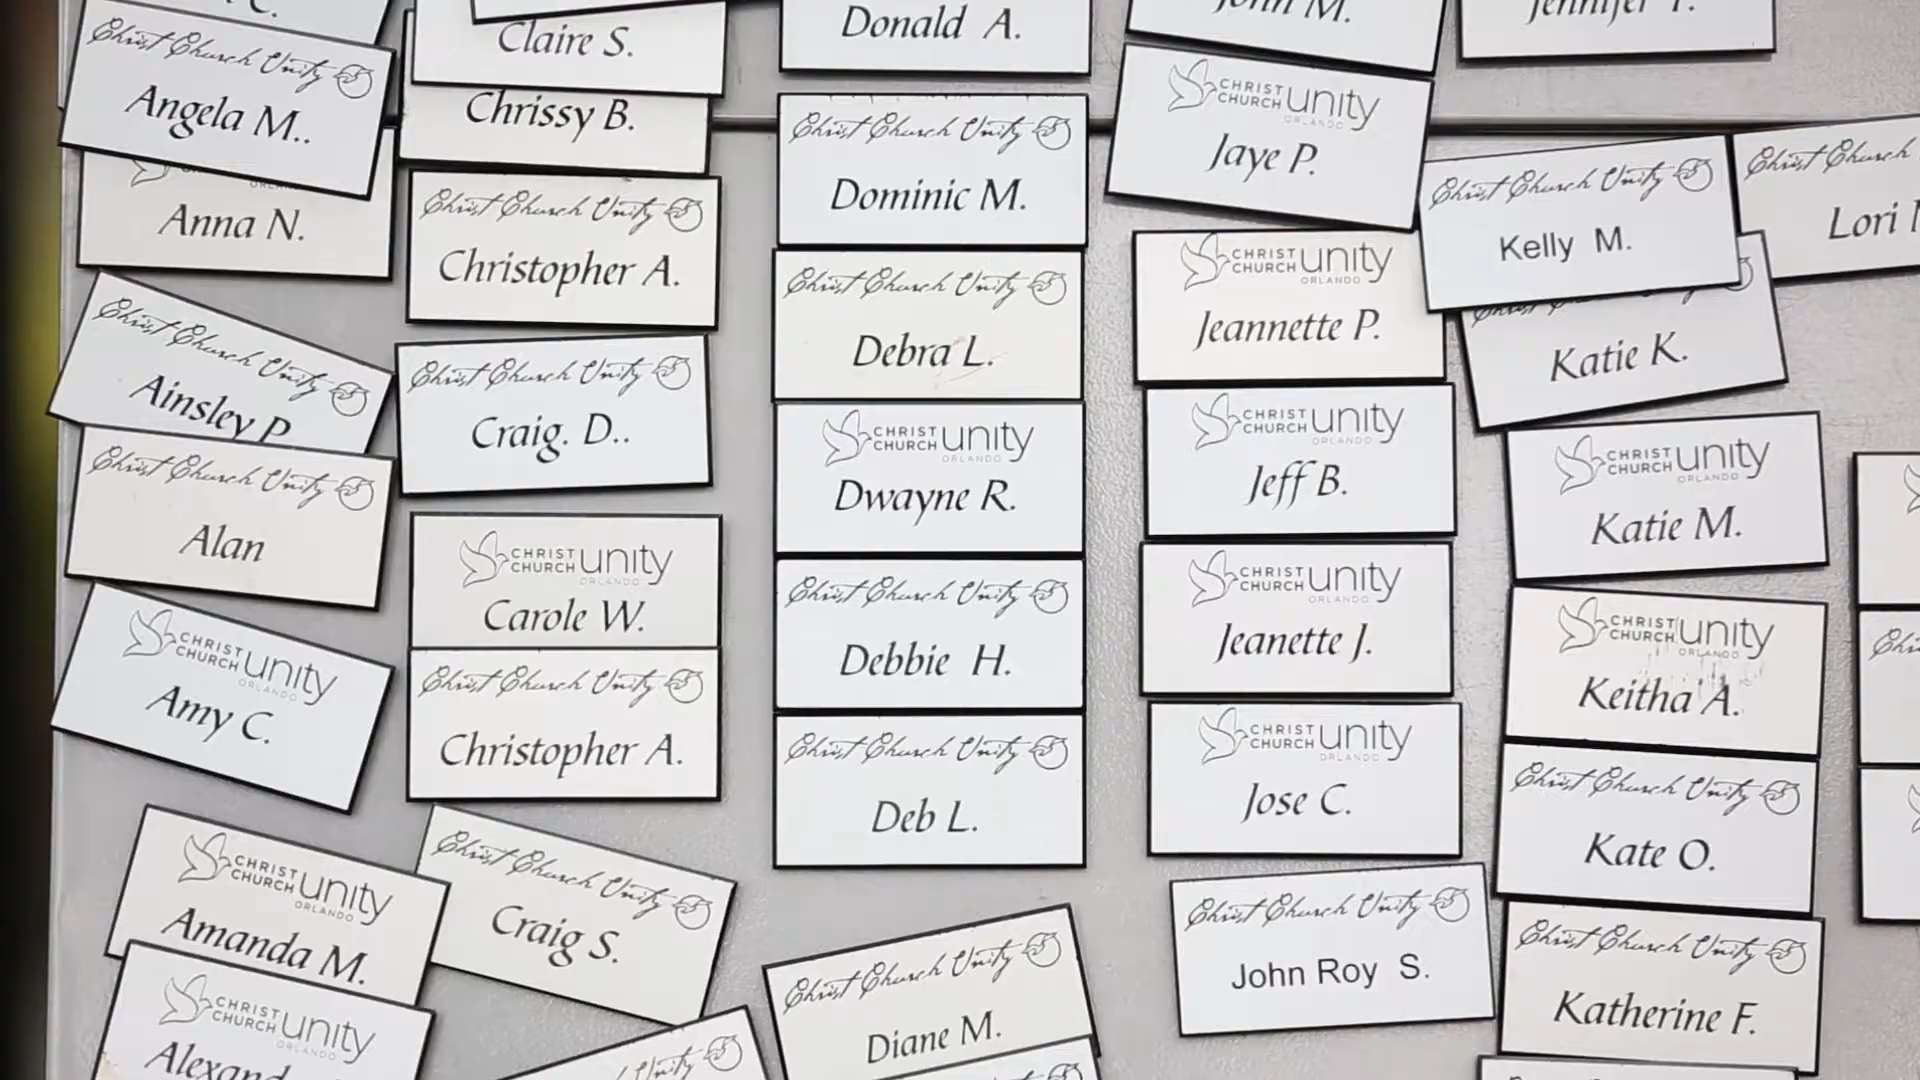 C.
Christ Church Unity
Angela M..
Anna N.
Christ Church Unity
Ainsley P
Christ Church Unity
Alan
CHRIST CHURCH unity
ORLANDO
Amy C.
CHRIST CHURCH unity
ORLANDO
Amanda M.
CHRIST CHURCH unity
ORLANDO
Claire S.
Chrissy B.
Christ Church Unity
Christopher A.
Christ Church Unity
Craig. D..
CHRIST CHURCH unity
ORLANDO
Carole W.
Christ Church Unity
Christopher A.
Christ Church Unity
Craig S.
Unity
Donald A.
Christ Church Unity
Dominic M.
Christ Church Unity
Debra L.
CHRIST CHURCH unity
ORLANDO
Dwayne R.
Christ Church Unity
Debbie H.
Christ Church Unity
Deb L.
Christ Church Unity
Diane M.
John M.
CHRIST CHURCH unity
ORLANDO
Jaye P.
CHRIST CHURCH unity
ORLANDO
Jeannette P.
CHRIST CHURCH unity
ORLANDO
Jeff B.
CHRIST CHURCH unity
ORLANDO
Jeanette J.
CHRIST CHURCH unity
ORLANDO
Jose C.
Christ Church Unity
John Roy S.
Jennifer
Christ Church Unity
Kelly M.
Katie K.
CHRIST CHURCH unity
ORLANDO
Katie M.
CHRIST CHURCH unity
ORLANDO
Keitha A.
Christ Church Unity
Kate O.
Christ Church Unity
Katherine F.
Christ Church
Lori